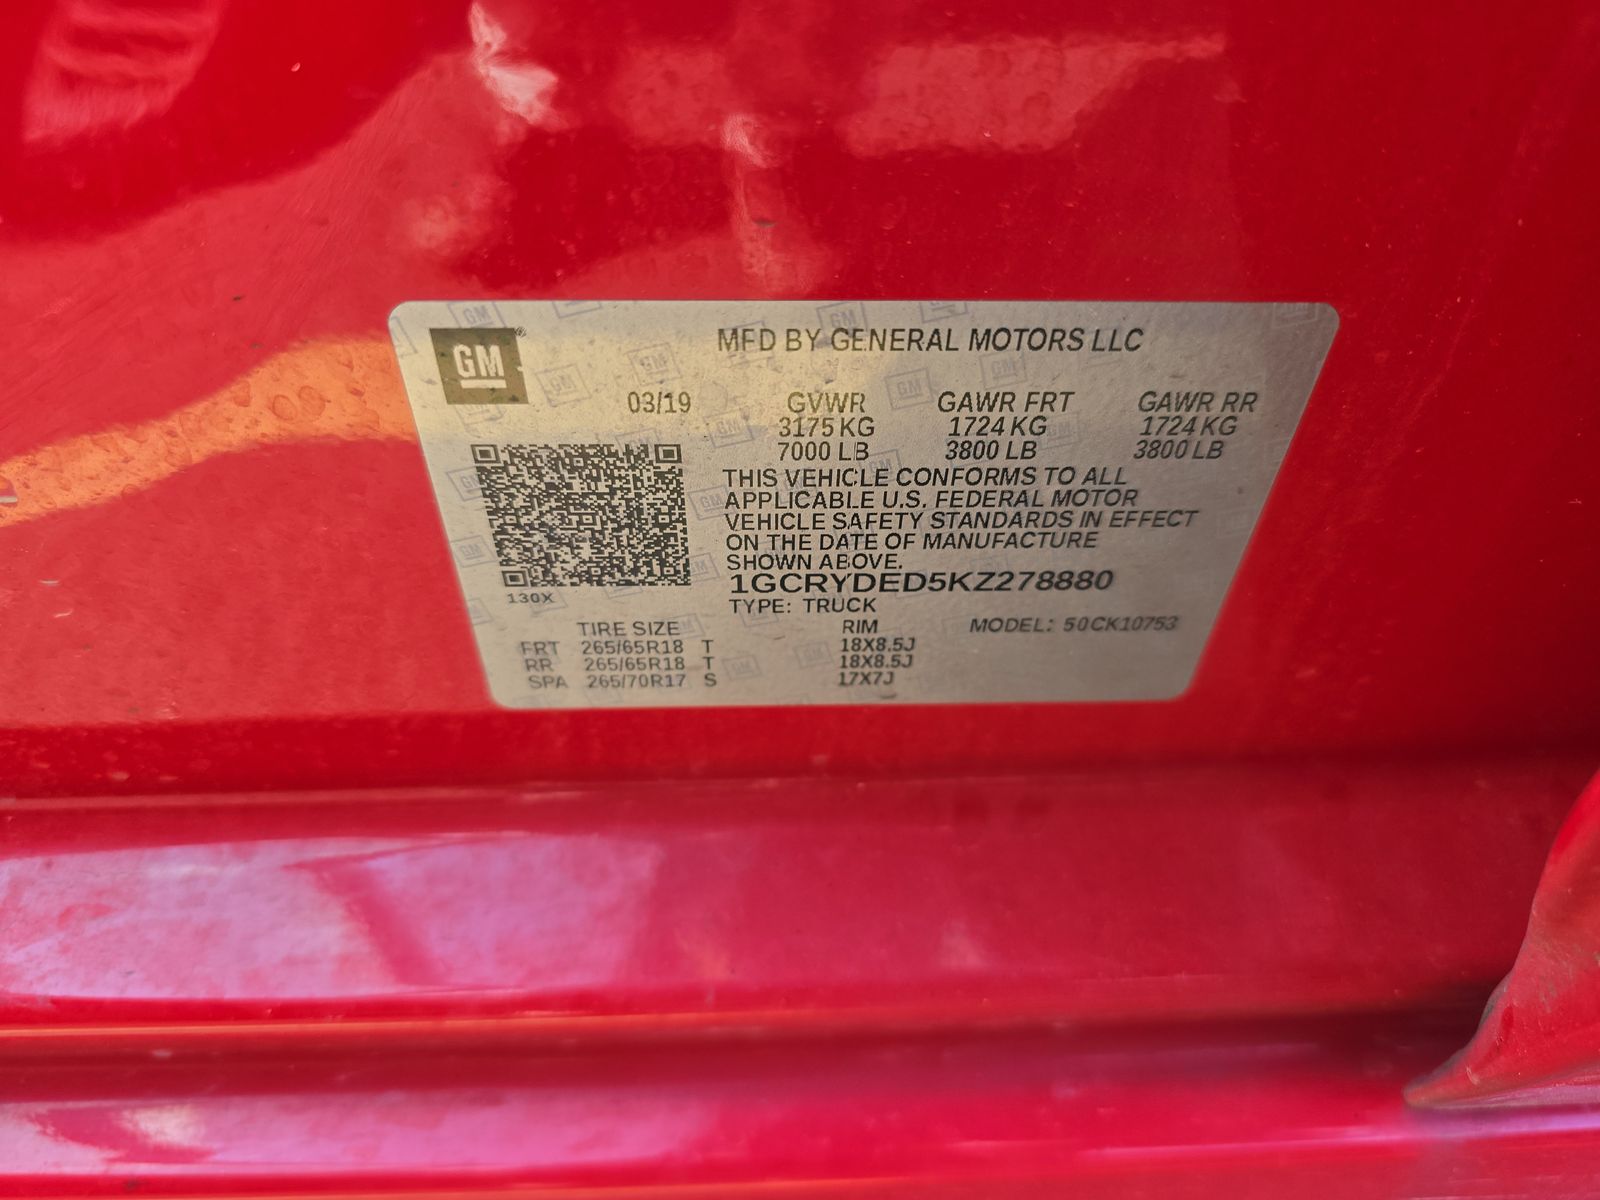 GM
MFD BY GENERAL MOTORS LLC
03/19 GVWR GAWR FRT GAWR RR
3175 KG 1724 KG 1724 KG
7000 LB 3800 LB 3800 LB
THIS VEHICLE CONFORMS TO ALL
APPLICABLE U.S. FEDERAL MOTOR
VEHICLE SAFETY STANDARDS IN EFFECT
ON THE DATE OF MANUFACTURE
SHOWN ABOVE.
1GCRYDED5KZ278880
130X
TYPE: TRUCK
TIRE SIZE RIM MODEL: 50CK10753
FRT 265/65R18 T 18X8.5J
RR 265/65R18 T 18X8.5J
SPA 265/70R17 S 17X7J